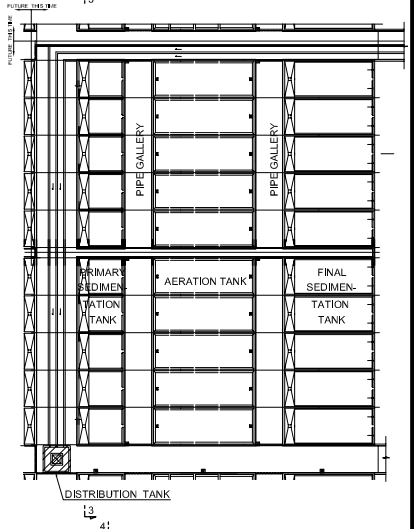 FUTURE THIS TIME
FUTURE THIS TIME
PIPE GALLERY
PIPE GALLERY
PRIMARY
SEDIMEN-
TATION
TANK
AERATION TANK
FINAL
SEDIMEN-
TATION
TANK
DISTRIBUTION TANK
3
4